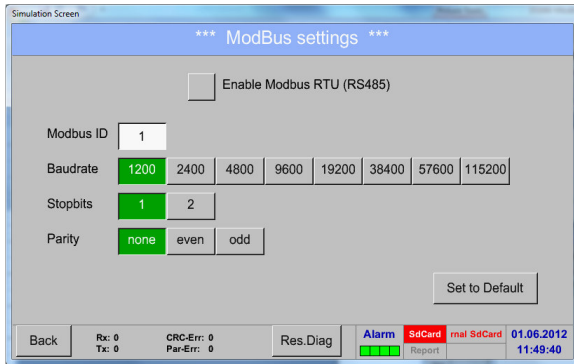 Simulation Screen
*** ModBus settings ***
Enable Modbus RTU (RS485)
Modbus ID 1
Baudrate 1200 2400 4800 9600 19200 38400 57600 115200
Stopbits 1 2
Parity none even odd
Set to Default
Back Rx: 0 CRC-Err: 0 Res.Diag Alarm SdCard rnal SdCard 01.06.2012
Tx: 0 Par-Err: 0 Report 11:49:40